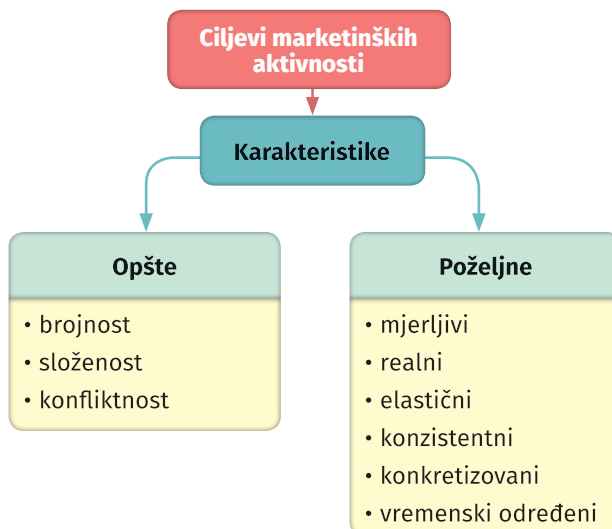 Ciljevi marketinških
aktivnosti
Karakteristike
Opšte
• brojnost
• složenost
• konfliktnost
Poželjne
• mjerljivi
• realni
• elastični
• konzistentni
• konkretizovani
• vremenski određeni